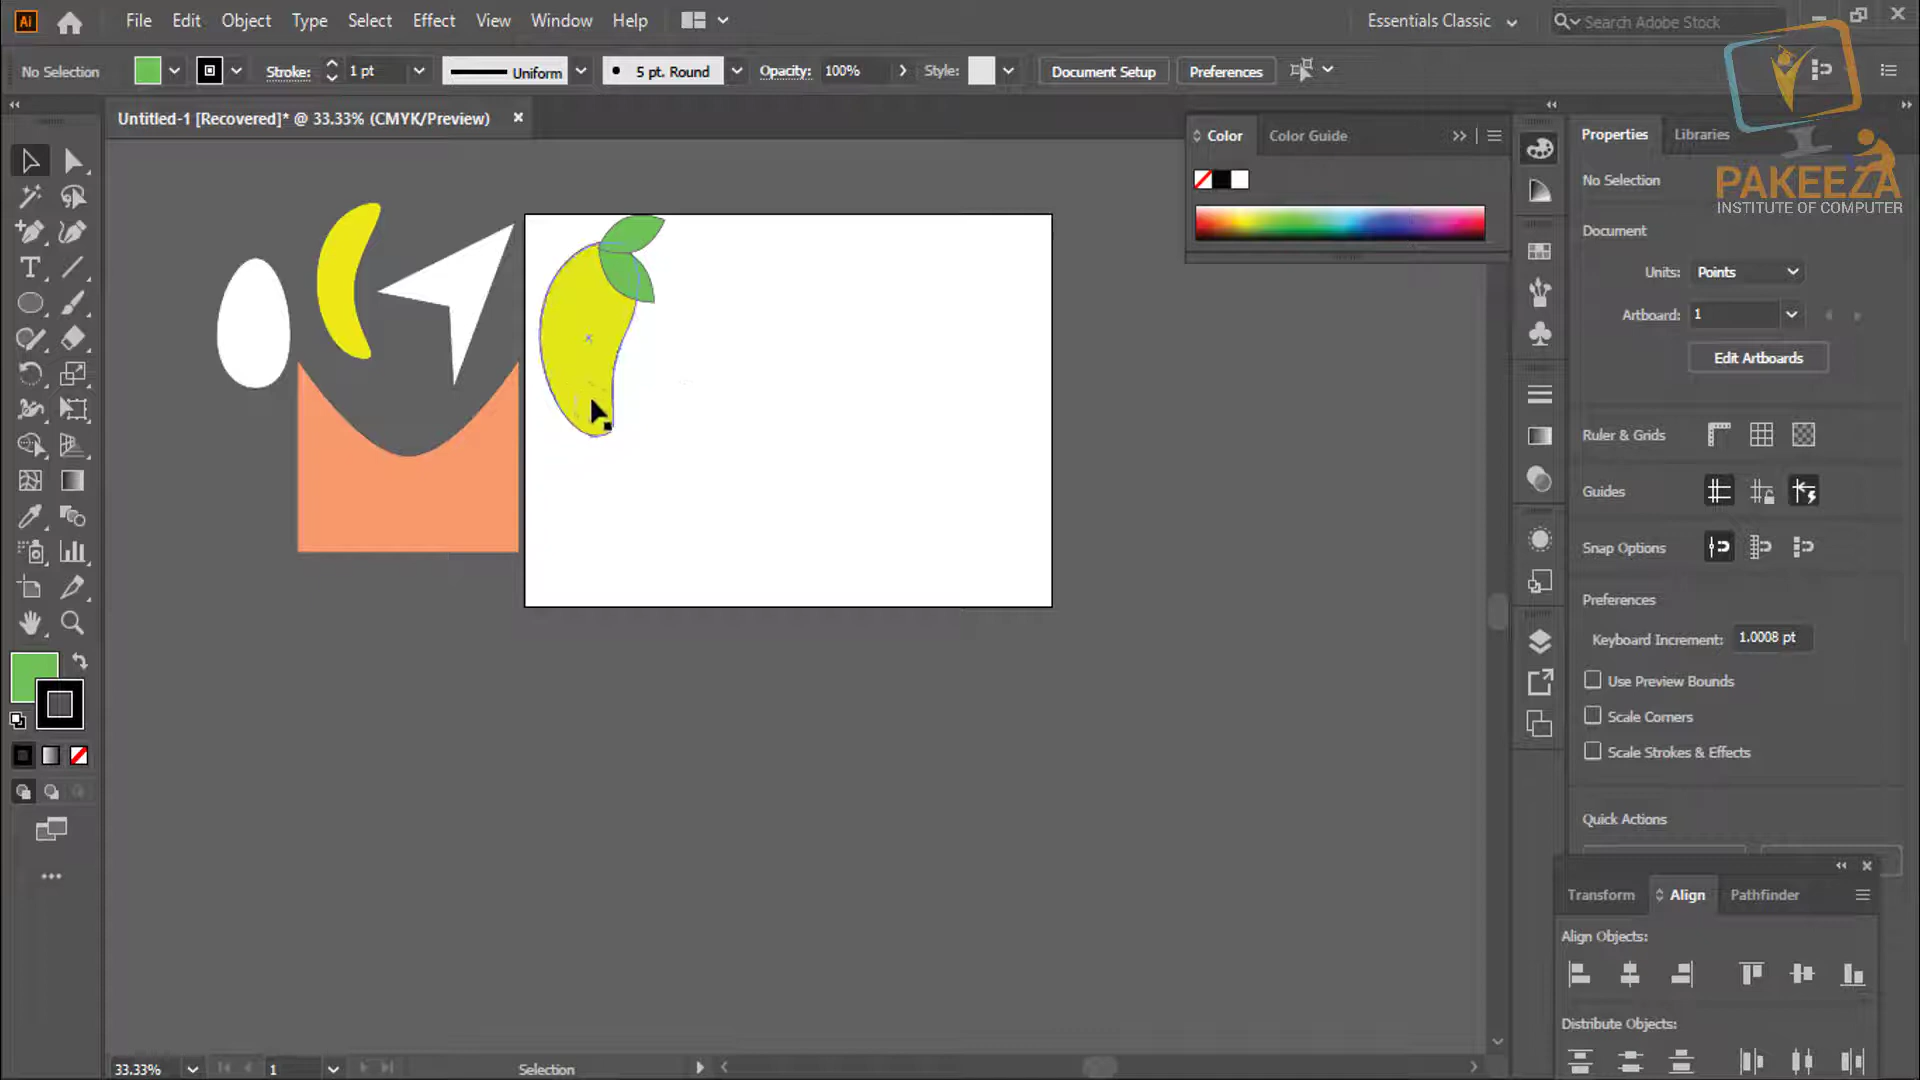 Ai File Edit Object Type Select Effect View Window Help Essentials Classic Search Adobe Stock
No Selection Stroke: 1 pt Uniform 5 pt. Round Opacity: 100% Style: Document Setup Preferences
Untitled-1 [Recovered]* @ 33.33% (CMYK/Preview)
Color Color Guide
Properties Libraries
No Selection
PAKEEZA
INSTITUTE OF COMPUTER
Document
Units: Points
Artboard: 1
Edit Artboards
Ruler & Grids
Guides
Snap Options
Preferences
Keyboard Increment: 1.0008 pt
Use Preview Bounds
Scale Corners
Scale Strokes & Effects
Quick Actions
Transform Align Pathfinder
Align Objects:
Distribute Objects:
33.33% 1 Selection